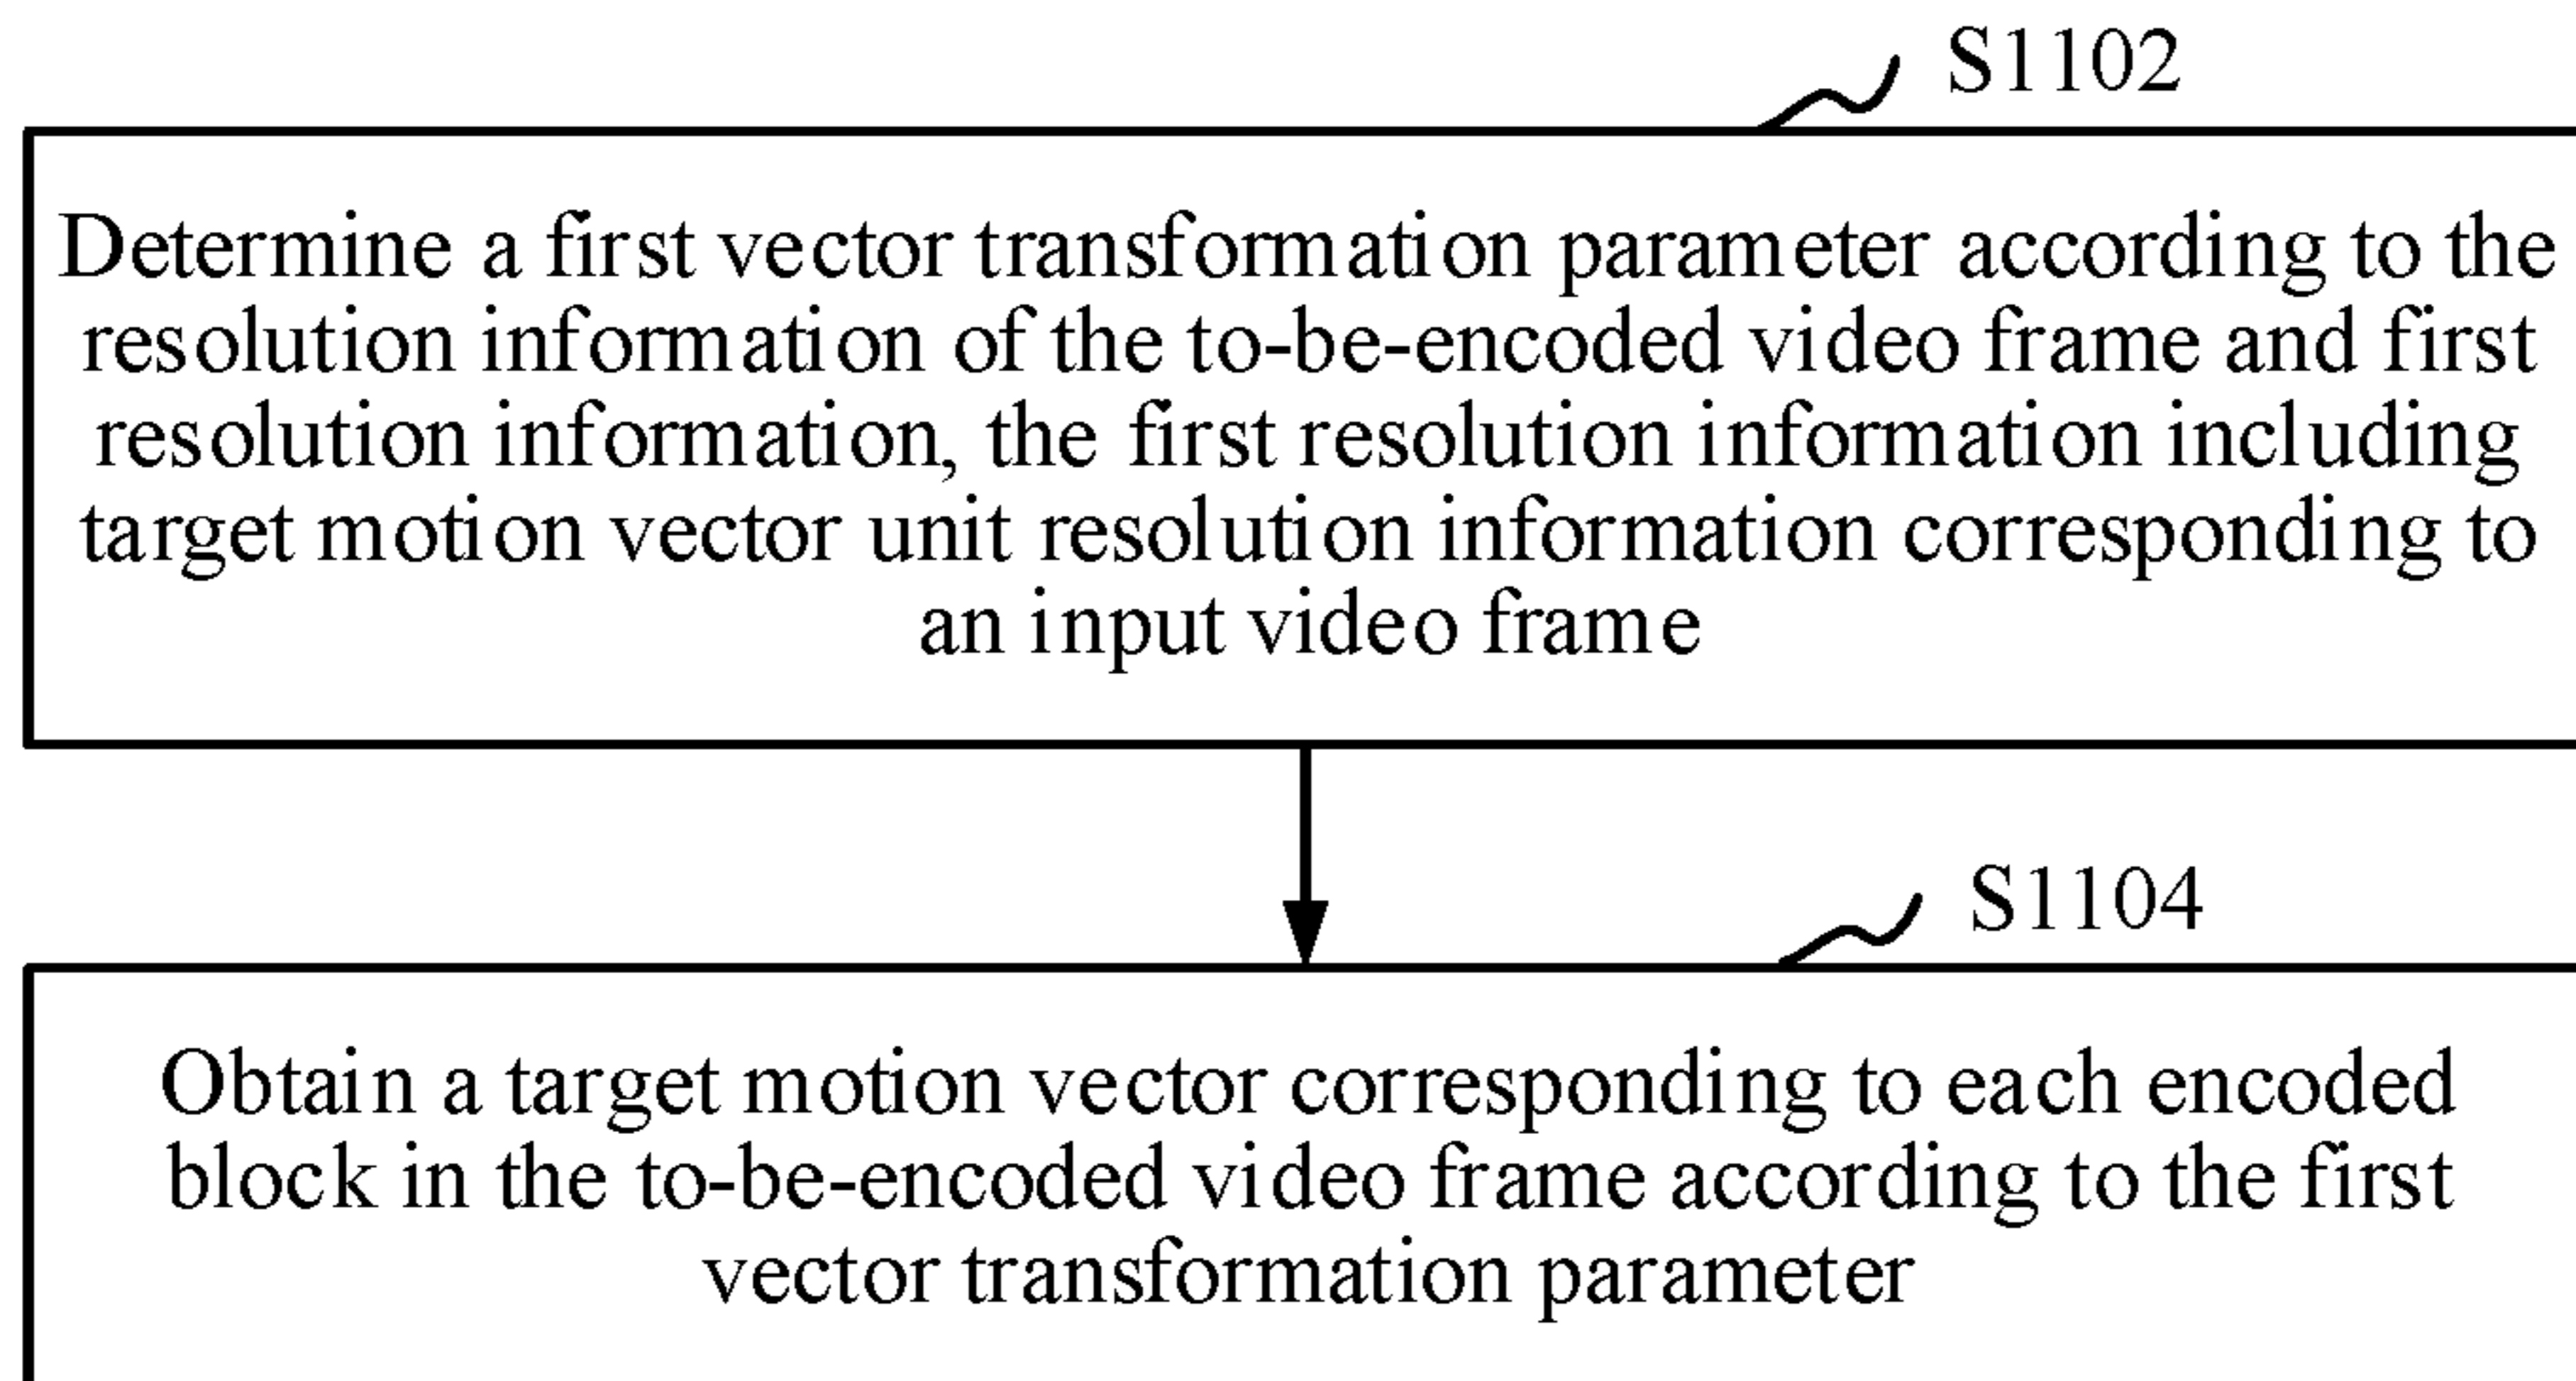 S1102
Determine a first vector transformation parameter according to the
resolution information of the to-be-encoded video frame and first
resolution information, the first resolution information including
target motion vector unit resolution information corresponding to
an input video frame
S1104
Obtain a target motion vector corresponding to each encoded
block in the to-be-encoded video frame according to the first
vector transformation parameter